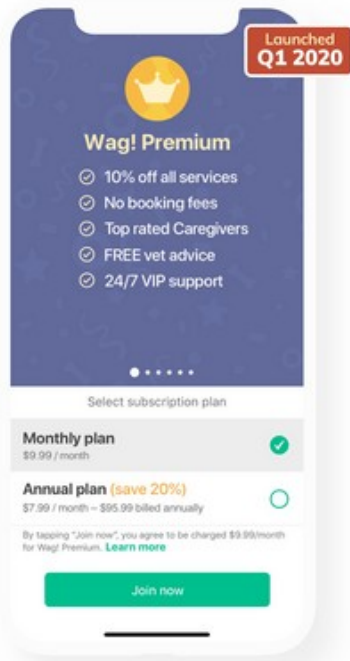 Launched
Q1 2020
Wag! Premium
10% off all services
No booking fees
Top rated Caregivers
FREE vet advice
24/7 VIP support
Select subscription plan
Monthly plan
$9.99 / month
Annual plan (save 20%)
$7.99 / month – $95.99 billed annually
By tapping "Join now", you agree to be charged $9.99/month
for Wag! Premium. Learn more
Join now